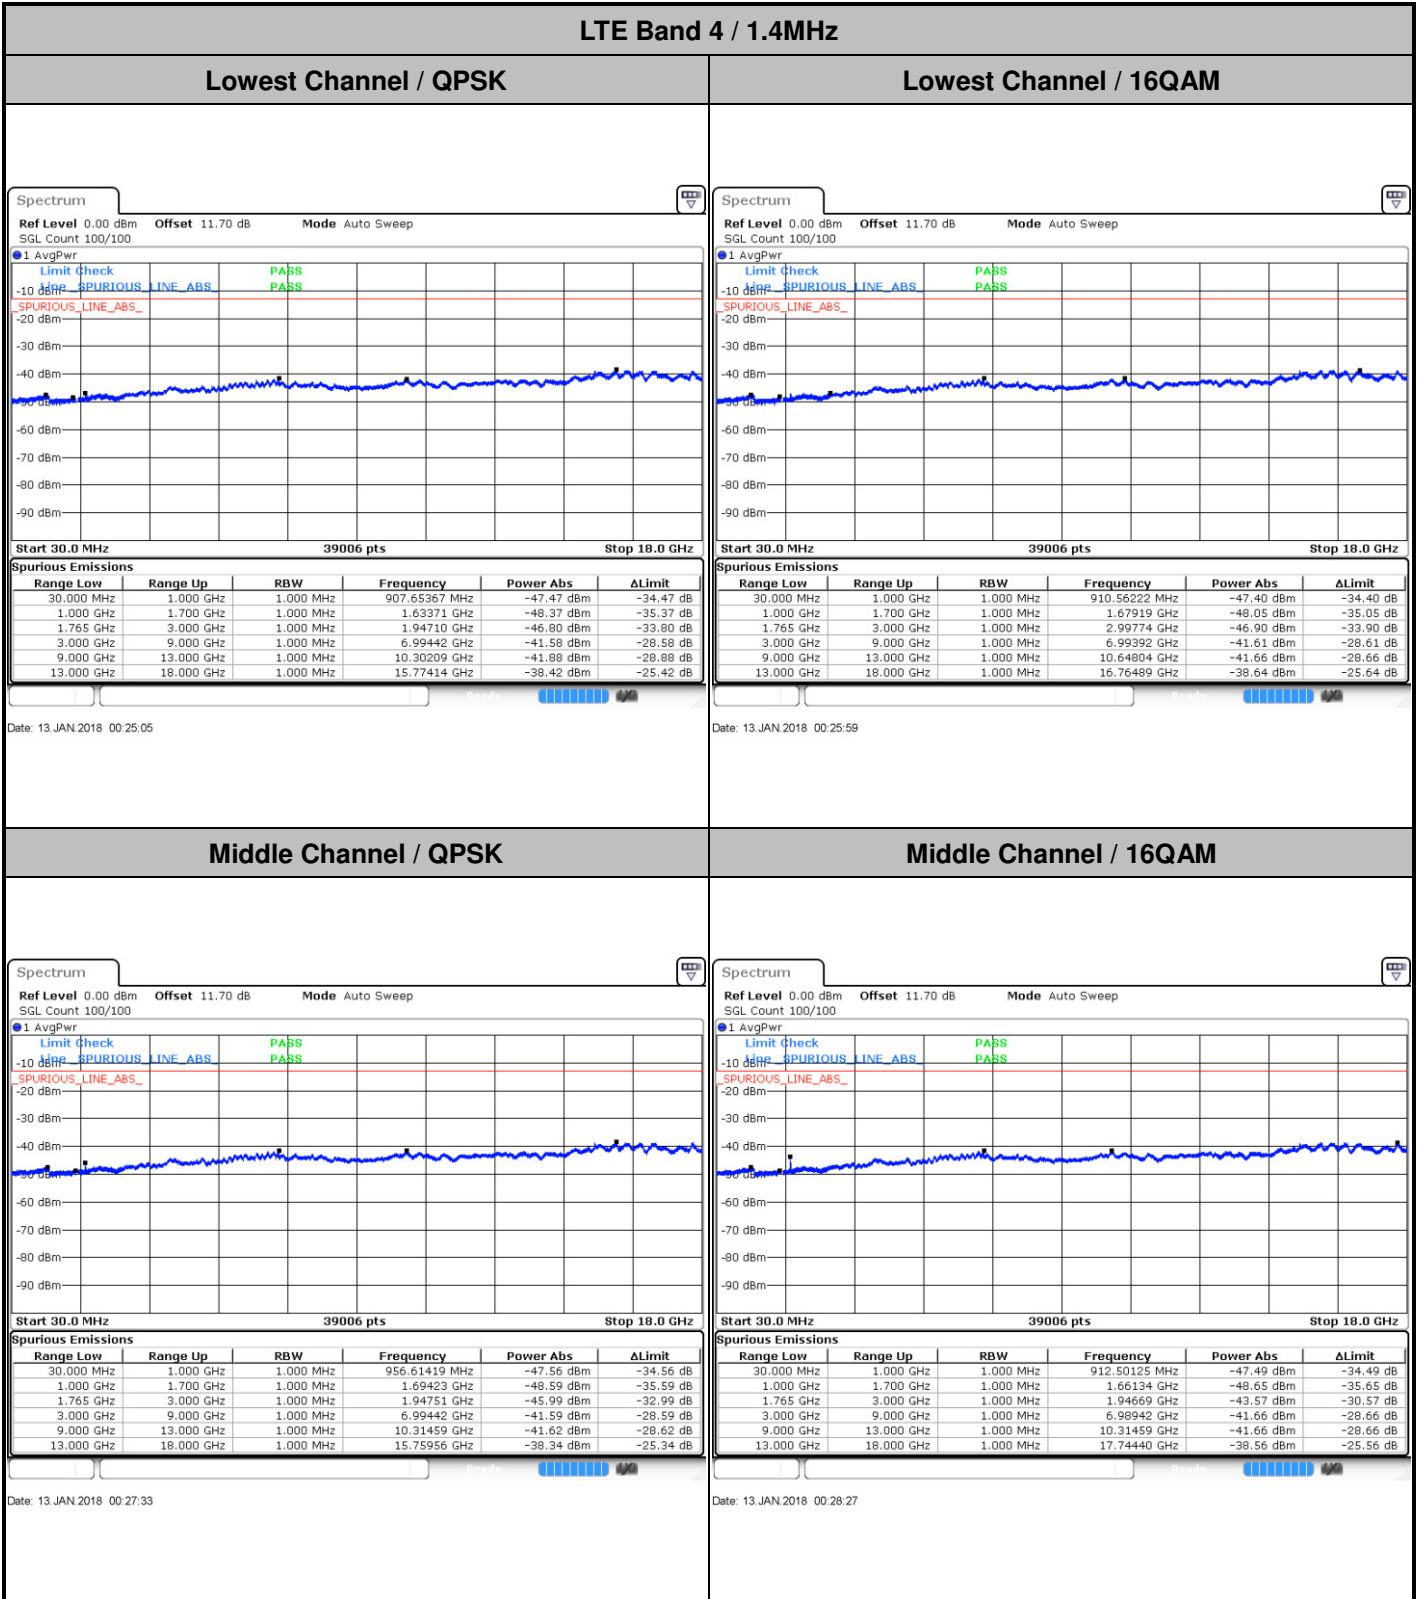 LTE Band 4 / 1.4MHz
Lowest Channel / QPSK
Lowest Channel / 16QAM
Spectrum
Ref Level 0.00 dBm Offset 11.70 dB Mode Auto Sweep
SGL Count 100/100
1 AvgPwr
Limit Check PASS
Line _SPURIOUS_LINE_ABS_ PASS
-10 dBm
_SPURIOUS_LINE_ABS_
-20 dBm
-30 dBm
-40 dBm
-50 dBm
-60 dBm
-70 dBm
-80 dBm
-90 dBm
Start 30.0 MHz 39006 pts Stop 18.0 GHz
Spurious Emissions
Range Low Range Up RBW Frequency Power Abs ΔLimit
30.000 MHz 1.000 GHz 1.000 MHz 907.65367 MHz -47.47 dBm -34.47 dB
1.000 GHz 1.700 GHz 1.000 MHz 1.63371 GHz -48.37 dBm -35.37 dB
1.765 GHz 3.000 GHz 1.000 MHz 1.94710 GHz -46.80 dBm -33.80 dB
3.000 GHz 9.000 GHz 1.000 MHz 6.99442 GHz -41.58 dBm -28.58 dB
9.000 GHz 13.000 GHz 1.000 MHz 10.30209 GHz -41.88 dBm -28.88 dB
13.000 GHz 18.000 GHz 1.000 MHz 15.77414 GHz -38.42 dBm -25.42 dB
Ready
Date: 13.JAN.2018 00:25:05
Spectrum
Ref Level 0.00 dBm Offset 11.70 dB Mode Auto Sweep
SGL Count 100/100
1 AvgPwr
Limit Check PASS
Line _SPURIOUS_LINE_ABS_ PASS
-10 dBm
_SPURIOUS_LINE_ABS_
-20 dBm
-30 dBm
-40 dBm
-50 dBm
-60 dBm
-70 dBm
-80 dBm
-90 dBm
Start 30.0 MHz 39006 pts Stop 18.0 GHz
Spurious Emissions
Range Low Range Up RBW Frequency Power Abs ΔLimit
30.000 MHz 1.000 GHz 1.000 MHz 910.56222 MHz -47.40 dBm -34.40 dB
1.000 GHz 1.700 GHz 1.000 MHz 1.67919 GHz -48.05 dBm -35.05 dB
1.765 GHz 3.000 GHz 1.000 MHz 2.99774 GHz -46.90 dBm -33.90 dB
3.000 GHz 9.000 GHz 1.000 MHz 6.99392 GHz -41.61 dBm -28.61 dB
9.000 GHz 13.000 GHz 1.000 MHz 10.64804 GHz -41.66 dBm -28.66 dB
13.000 GHz 18.000 GHz 1.000 MHz 16.76489 GHz -38.64 dBm -25.64 dB
Ready
Date: 13.JAN.2018 00:25:59
Middle Channel / QPSK
Middle Channel / 16QAM
Spectrum
Ref Level 0.00 dBm Offset 11.70 dB Mode Auto Sweep
SGL Count 100/100
1 AvgPwr
Limit Check PASS
Line _SPURIOUS_LINE_ABS_ PASS
-10 dBm
_SPURIOUS_LINE_ABS_
-20 dBm
-30 dBm
-40 dBm
-50 dBm
-60 dBm
-70 dBm
-80 dBm
-90 dBm
Start 30.0 MHz 39006 pts Stop 18.0 GHz
Spurious Emissions
Range Low Range Up RBW Frequency Power Abs ΔLimit
30.000 MHz 1.000 GHz 1.000 MHz 956.61419 MHz -47.56 dBm -34.56 dB
1.000 GHz 1.700 GHz 1.000 MHz 1.69423 GHz -48.59 dBm -35.59 dB
1.765 GHz 3.000 GHz 1.000 MHz 1.94751 GHz -45.99 dBm -32.99 dB
3.000 GHz 9.000 GHz 1.000 MHz 6.99442 GHz -41.59 dBm -28.59 dB
9.000 GHz 13.000 GHz 1.000 MHz 10.31459 GHz -41.62 dBm -28.62 dB
13.000 GHz 18.000 GHz 1.000 MHz 15.75956 GHz -38.34 dBm -25.34 dB
Ready
Date: 13.JAN.2018 00:27:33
Spectrum
Ref Level 0.00 dBm Offset 11.70 dB Mode Auto Sweep
SGL Count 100/100
1 AvgPwr
Limit Check PASS
Line _SPURIOUS_LINE_ABS_ PASS
-10 dBm
_SPURIOUS_LINE_ABS_
-20 dBm
-30 dBm
-40 dBm
-50 dBm
-60 dBm
-70 dBm
-80 dBm
-90 dBm
Start 30.0 MHz 39006 pts Stop 18.0 GHz
Spurious Emissions
Range Low Range Up RBW Frequency Power Abs ΔLimit
30.000 MHz 1.000 GHz 1.000 MHz 912.50125 MHz -47.49 dBm -34.49 dB
1.000 GHz 1.700 GHz 1.000 MHz 1.66134 GHz -48.65 dBm -35.65 dB
1.765 GHz 3.000 GHz 1.000 MHz 1.94669 GHz -43.57 dBm -30.57 dB
3.000 GHz 9.000 GHz 1.000 MHz 6.98942 GHz -41.66 dBm -28.66 dB
9.000 GHz 13.000 GHz 1.000 MHz 10.31459 GHz -41.66 dBm -28.66 dB
13.000 GHz 18.000 GHz 1.000 MHz 17.74440 GHz -38.56 dBm -25.56 dB
Ready
Date: 13.JAN.2018 00:28:27